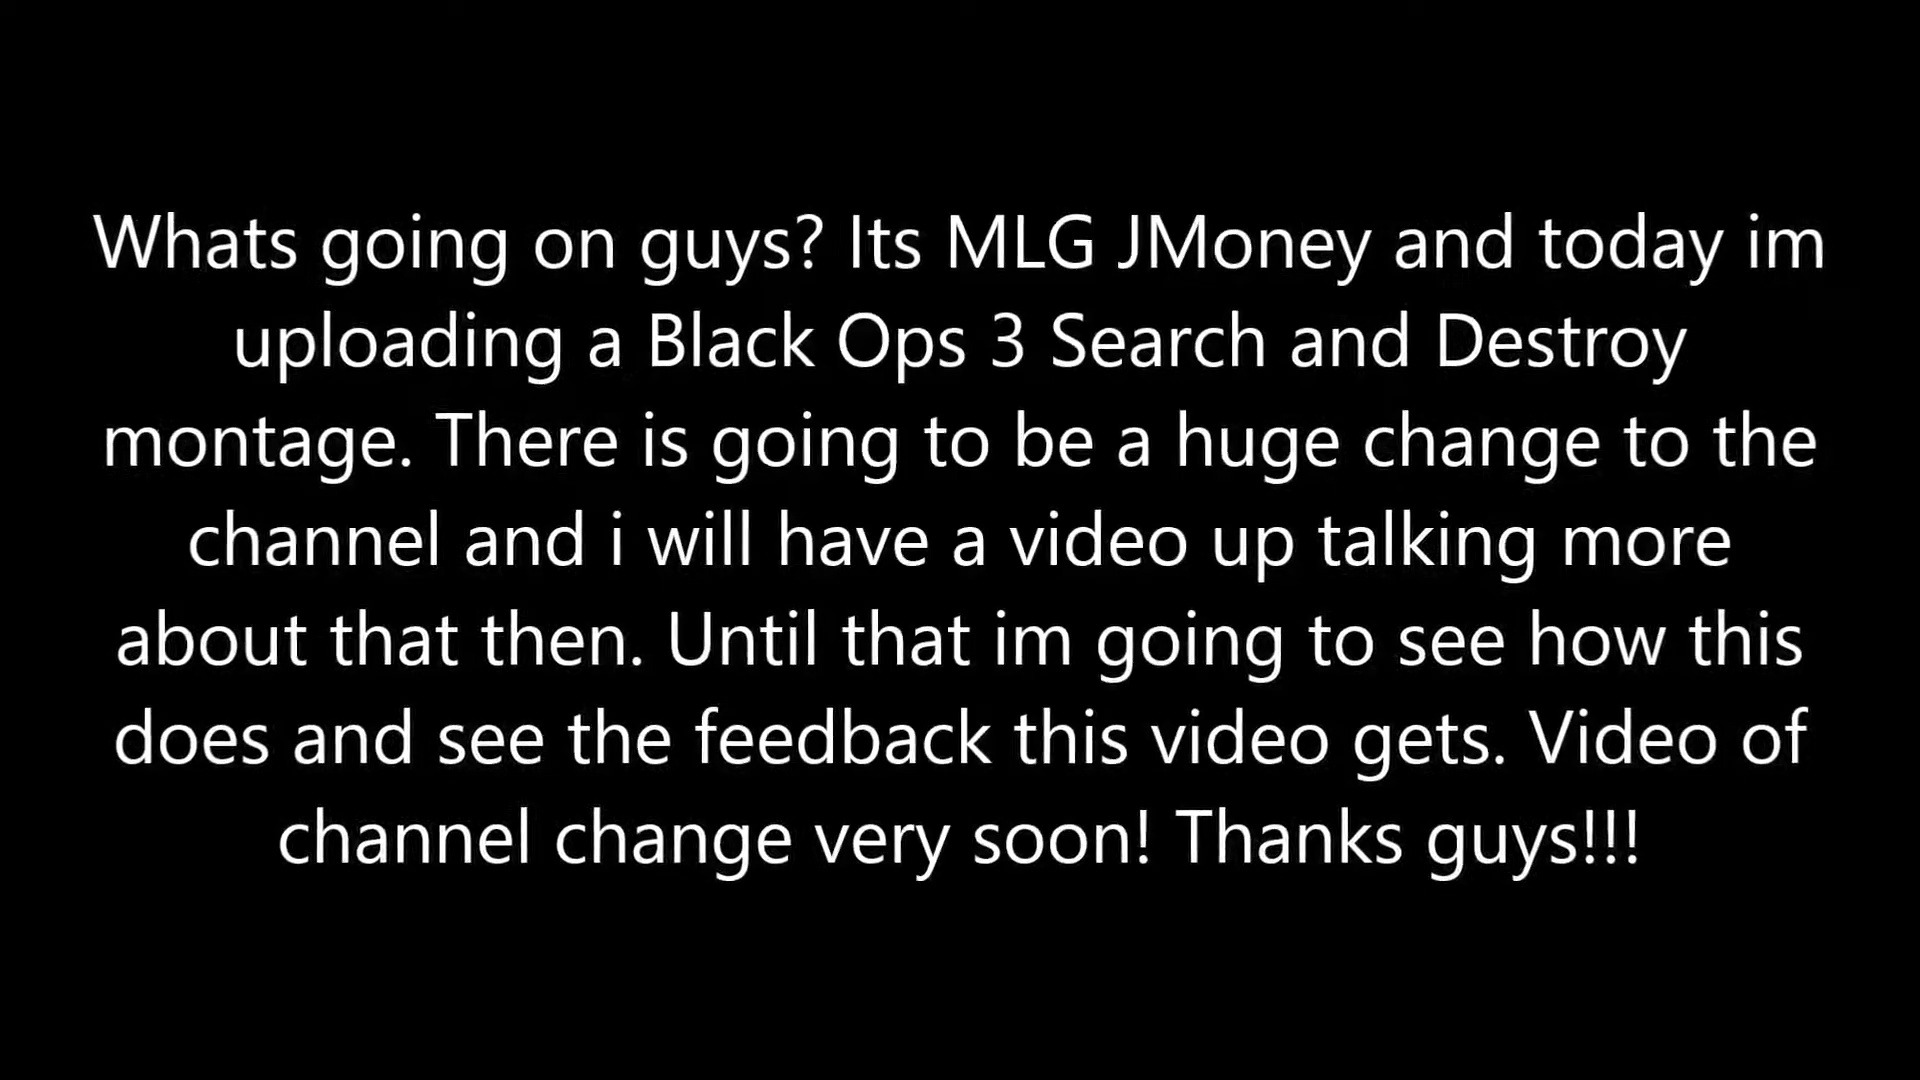 Whats going on guys? Its MLG JMoney and today im
uploading a Black Ops 3 Search and Destroy
montage. There is going to be a huge change to the
channel and i will have a video up talking more
about that then. Until that im going to see how this
does and see the feedback this video gets. Video of
channel change very soon! Thanks guys!!!